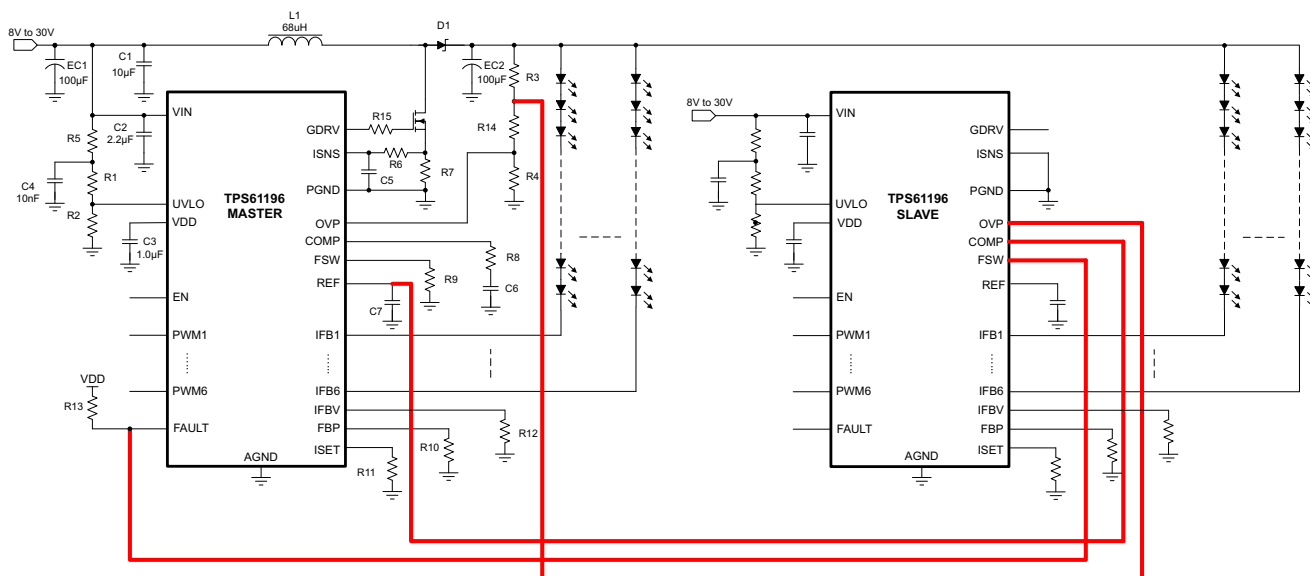 8V to 30V
L1
68uH
D1
EC1
100µF
C1
10µF
EC2
100µF
R3
R14
R4
R5
C2
2.2µF
C4
10nF
R1
R2
C3
1.0µF
VIN
UVLO
VDD
EN
PWM1
PWM6
FAULT
TPS61196
MASTER
GDRV
ISNS
PGND
OVP
COMP
FSW
REF
IFB1
IFB6
IFBV
FBP
ISET
AGND
R15
R6
C5
R7
R8
R9
C6
C7
R12
R10
R11
VDD
R13
8V to 30V
VIN
UVLO
VDD
EN
PWM1
PWM6
FAULT
TPS61196
SLAVE
GDRV
ISNS
PGND
OVP
COMP
FSW
REF
IFB1
IFB6
IFBV
FBP
ISET
AGND